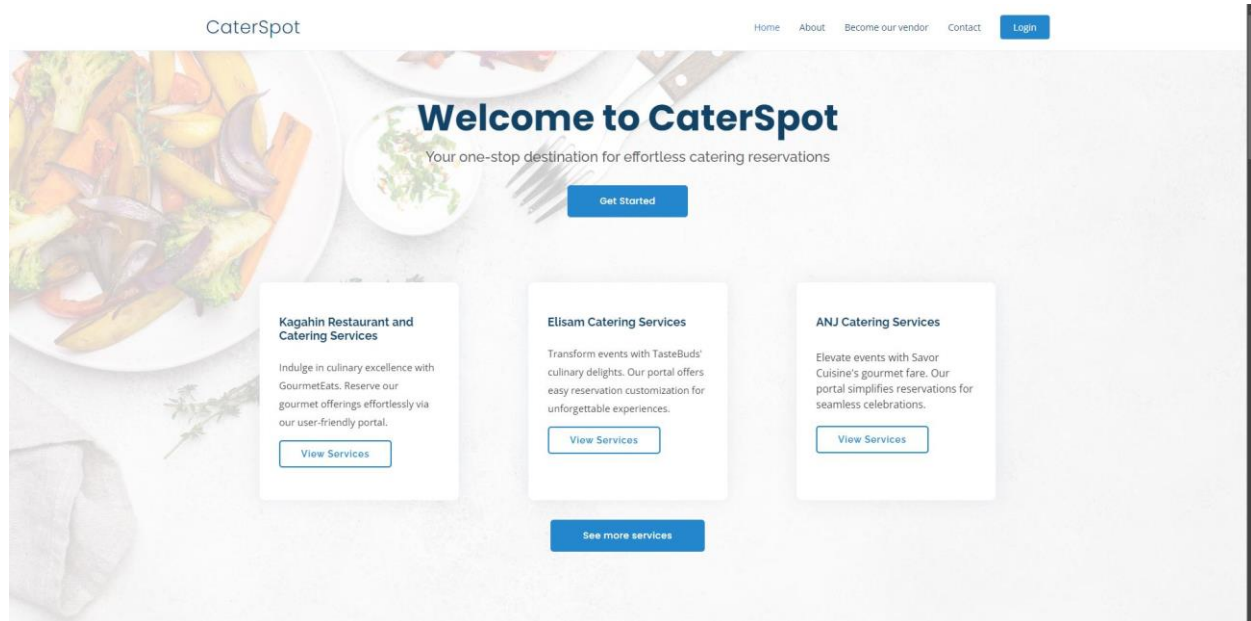 CaterSpot
Home About Become our vendor Contact Login
Welcome to CaterSpot
Your one-stop destination for effortless catering reservations
Get Started
Kagahin Restaurant and
Catering Services
Indulge in culinary excellence with
GourmetEats. Reserve our
gourmet offerings effortlessly via
our user-friendly portal.
View Services
Elisam Catering Services
Transform events with TasteBuds'
culinary delights. Our portal offers
easy reservation customization for
unforgettable experiences.
View Services
ANJ Catering Services
Elevate events with Savor
Cuisine's gourmet fare. Our
portal simplifies reservations for
seamless celebrations.
View Services
See more services